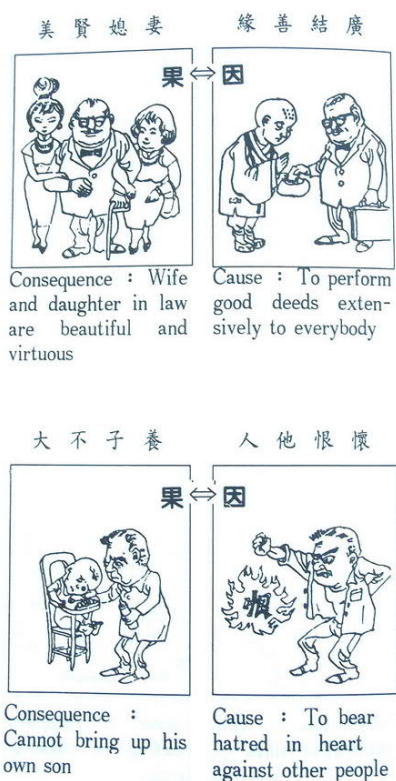 廣結善緣
妻媳賢美
因⇔果
Cause : To perform
good deeds exten-
sively to everybody
Consequence : Wife
and daughter in law
are beautiful and
virtuous
懷恨他人
養子不大
因⇔果
恨
Cause : To bear
hatred in heart
against other people
Consequence :
Cannot bring up his
own son